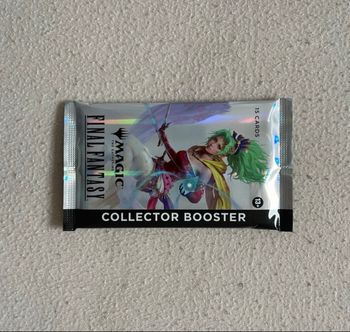 FINAL FANTASY
MAGIC
15 CARDS
COLLECTOR BOOSTER